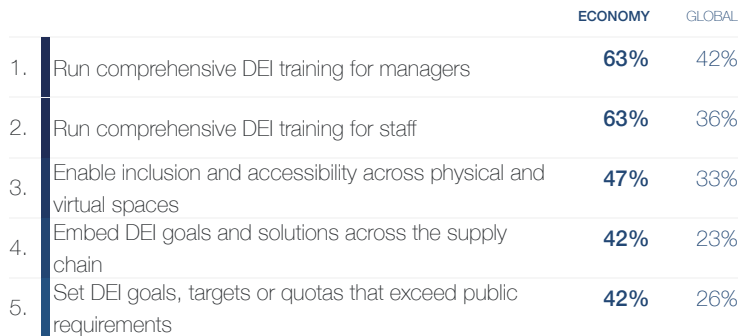 ECONOMY GLOBAL
1. Run comprehensive DEI training for managers 63% 42%
2. Run comprehensive DEI training for staff 63% 36%
3. Enable inclusion and accessibility across physical and
virtual spaces 47% 33%
4. Embed DEI goals and solutions across the supply
chain 42% 23%
5. Set DEI goals, targets or quotas that exceed public
requirements 42% 26%